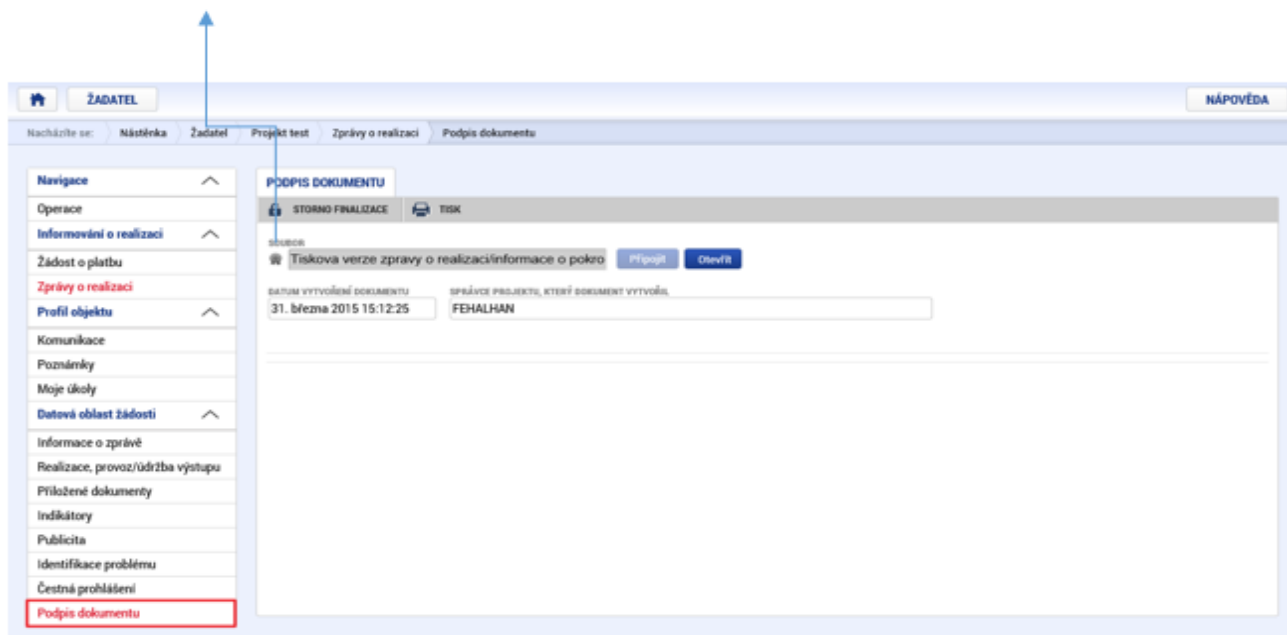 ŽADATEL
NÁPOVĚDA
Nacházíte se: Nástěnka Žadatel Projekt test Zprávy o realizaci Podpis dokumentu
Navigace
Operace
Informování o realizaci
Žádost o platbu
Zprávy o realizaci
Profil objektu
Komunikace
Poznámky
Moje úkoly
Datová oblast žádosti
Informace o zprávě
Realizace, provoz/údržba výstupu
Přiložené dokumenty
Indikátory
Publicita
Identifikace problému
Čestná prohlášení
Podpis dokumentu
PODPIS DOKUMENTU
STORNO FINALIZACE TISK
SOUBOR
Tiskova verze zpravy o realizaci/informace o pokro Připojit Otevřít
DATUM VYTVOŘENÍ DOKUMENTU SPRÁVCE PROJEKTU, KTERÝ DOKUMENT VYTVOŘIL
31. března 2015 15:12:25 FEHALHAN